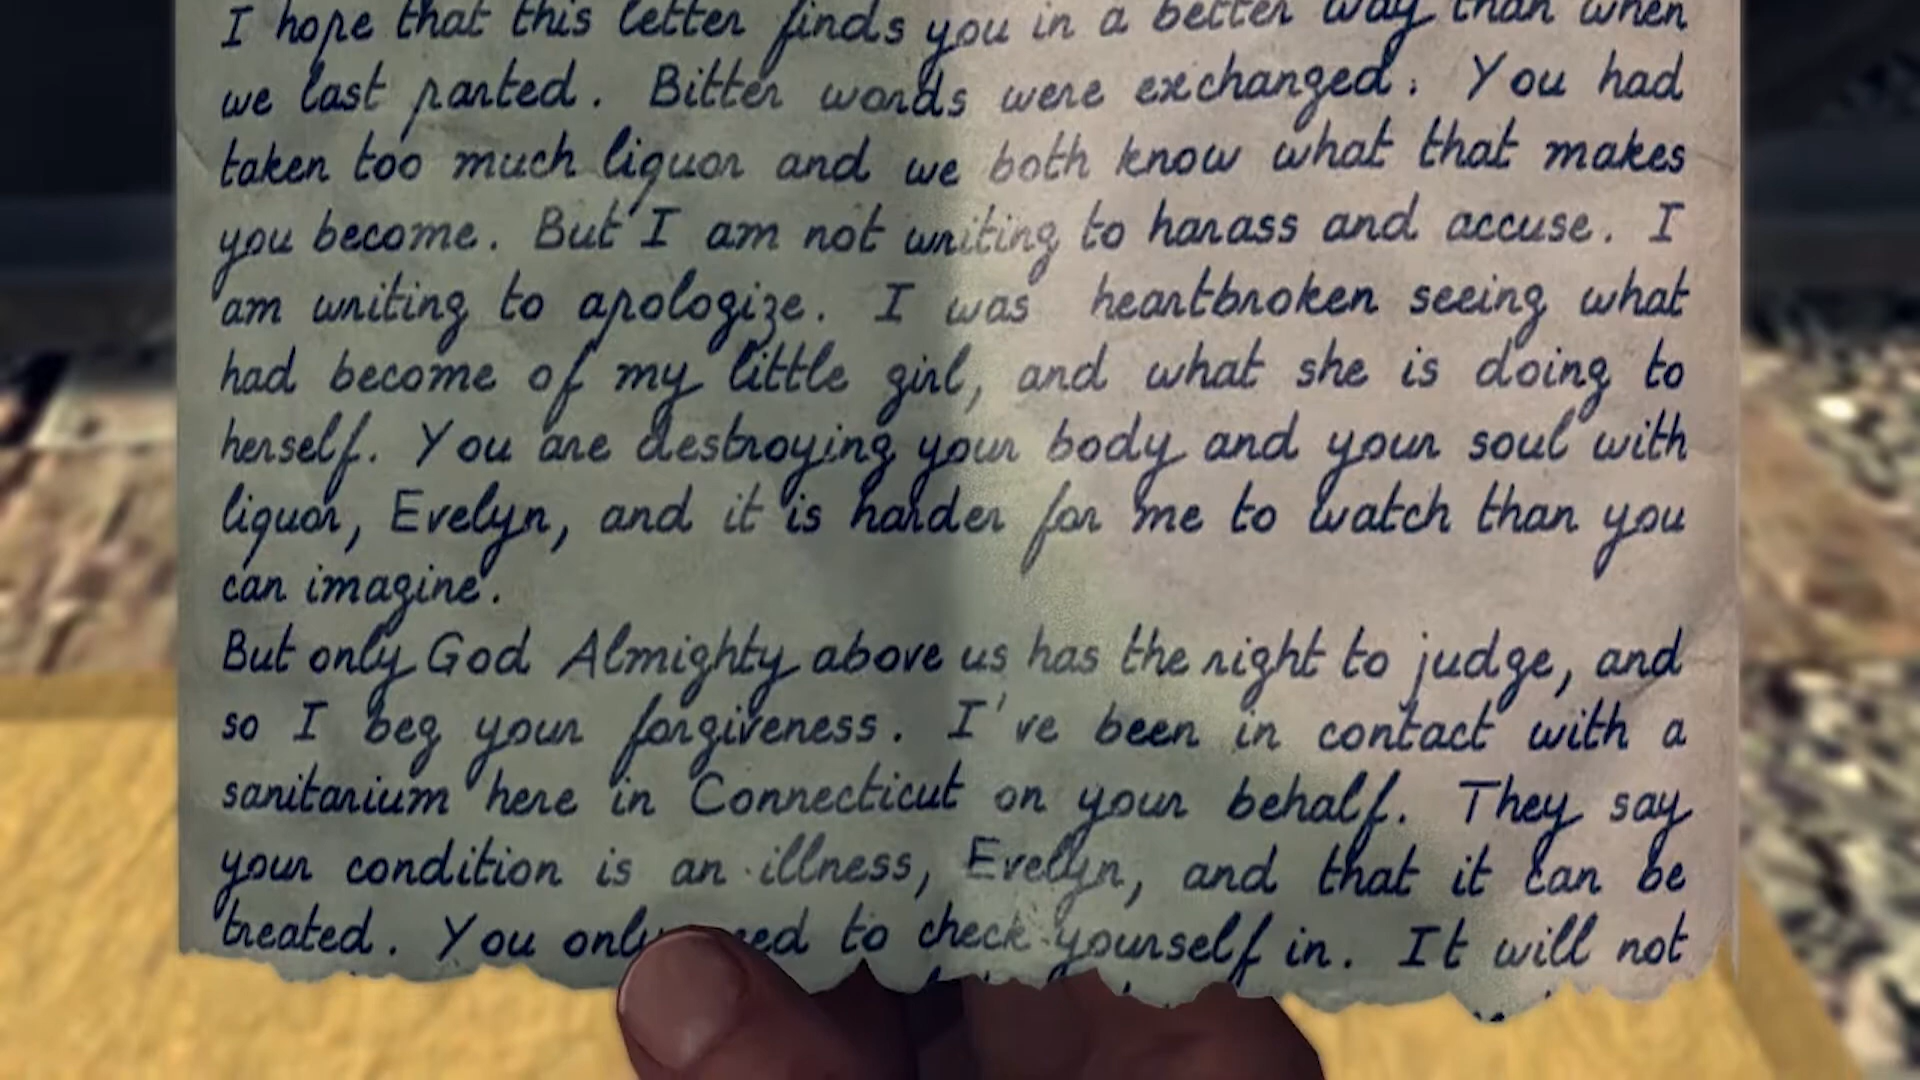 I hope that this letter finds you in a better way than when
we last parted. Bitter words were exchanged. You had
taken too much liquor and we both know what that makes
you become. But I am not writing to harass and accuse. I
am writing to apologize. I was heartbroken seeing what
had become of my little girl, and what she is doing to
herself. You are destroying your body and your soul with
liquor, Evelyn, and it is harder for me to watch than you
can imagine.
But only God Almighty above us has the right to judge, and
so I beg your forgiveness. I've been in contact with a
sanitarium here in Connecticut on your behalf. They say
your condition is an illness, Evelyn, and that it can be
treated. You only to check yourself in. It will not